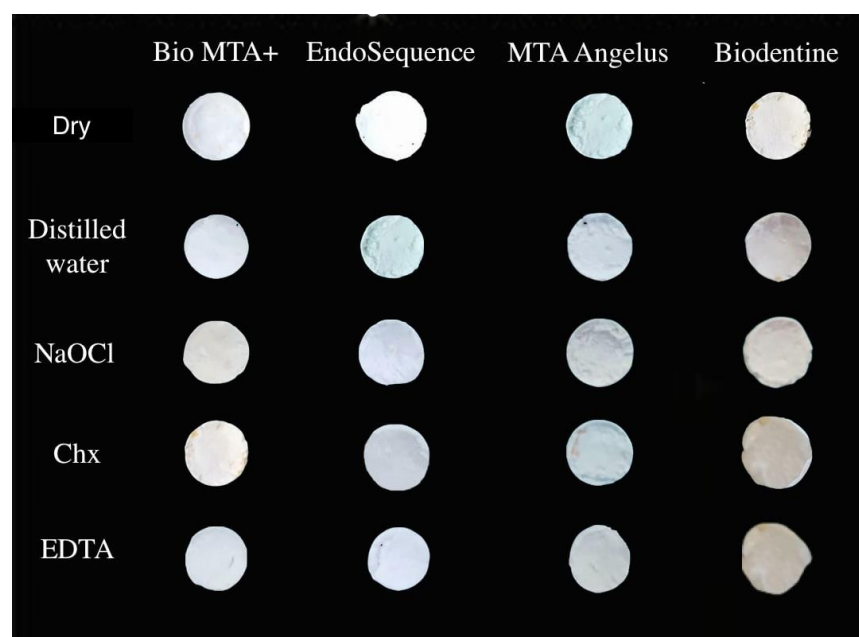 Bio MTA+ EndoSequence MTA Angelus Biodentine
Dry
Distilled
water
NaOCl
Chx
EDTA